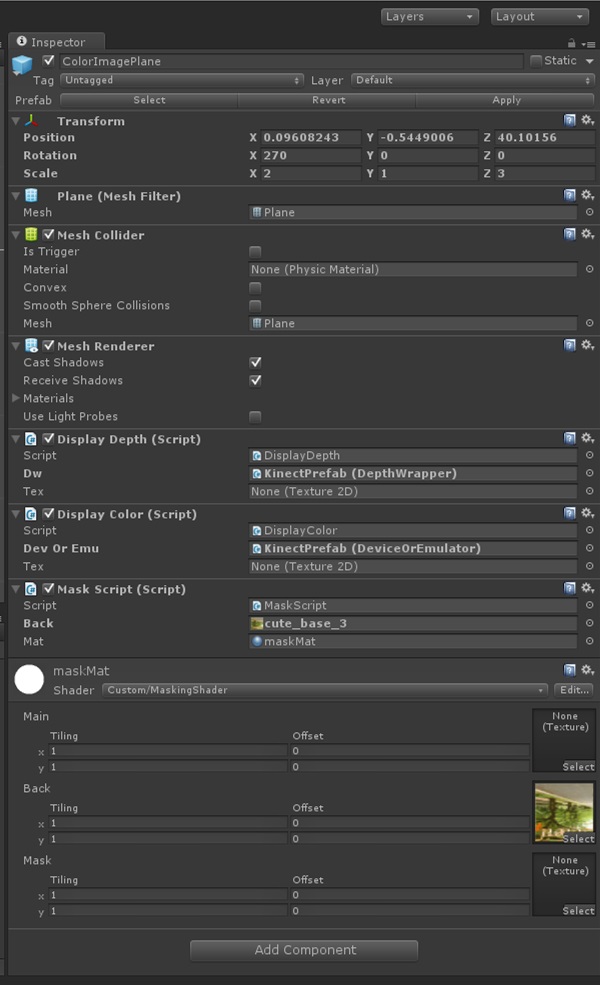 Layers Layout
Inspector
ColorImagePlane Static
Tag Untagged Layer Default
Prefab Select Revert Apply
Transform
Position X 0.09608243 Y -0.5449006 Z 40.10156
Rotation X 270 Y 0 Z 0
Scale X 2 Y 1 Z 3
Plane (Mesh Filter)
Mesh Plane
Mesh Collider
Is Trigger
Material None (Physic Material)
Convex
Smooth Sphere Collisions
Mesh Plane
Mesh Renderer
Cast Shadows
Receive Shadows
Materials
Use Light Probes
Display Depth (Script)
Script DisplayDepth
Dw KinectPrefab (DepthWrapper)
Tex None (Texture 2D)
Display Color (Script)
Script DisplayColor
Dev Or Emu KinectPrefab (DeviceOrEmulator)
Tex None (Texture 2D)
Mask Script (Script)
Script MaskScript
Back cute_base_3
Mat maskMat
maskMat
Shader Custom/MaskingShader Edit...
Main None
(Texture)
Tiling Offset
x 1 0
y 1 0 Select
Back
Tiling Offset
x 1 0
y 1 0 Select
Mask None
(Texture)
Tiling Offset
x 1 0
y 1 0 Select
Add Component